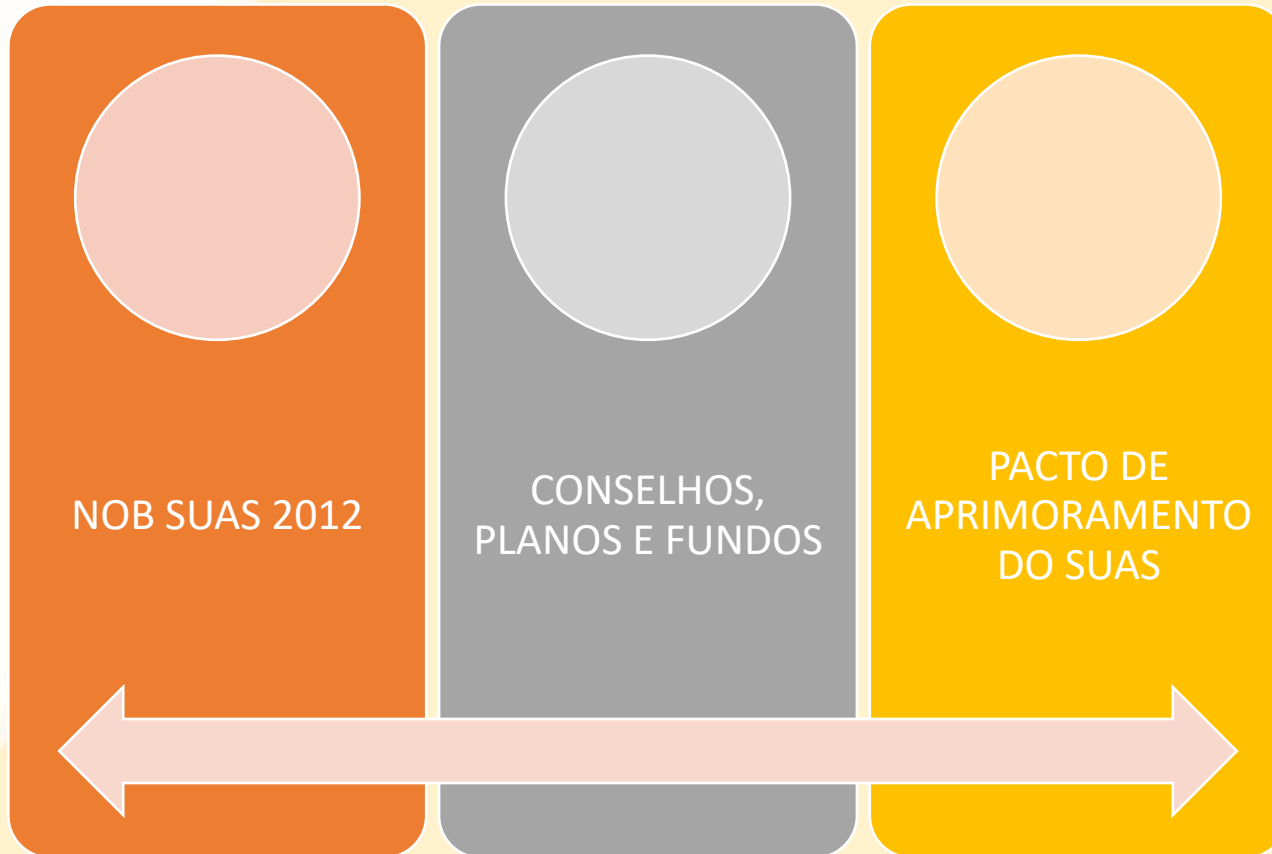 NOB SUAS 2012
CONSELHOS,
PLANOS E FUNDOS
PACTO DE
APRIMORAMENTO
DO SUAS